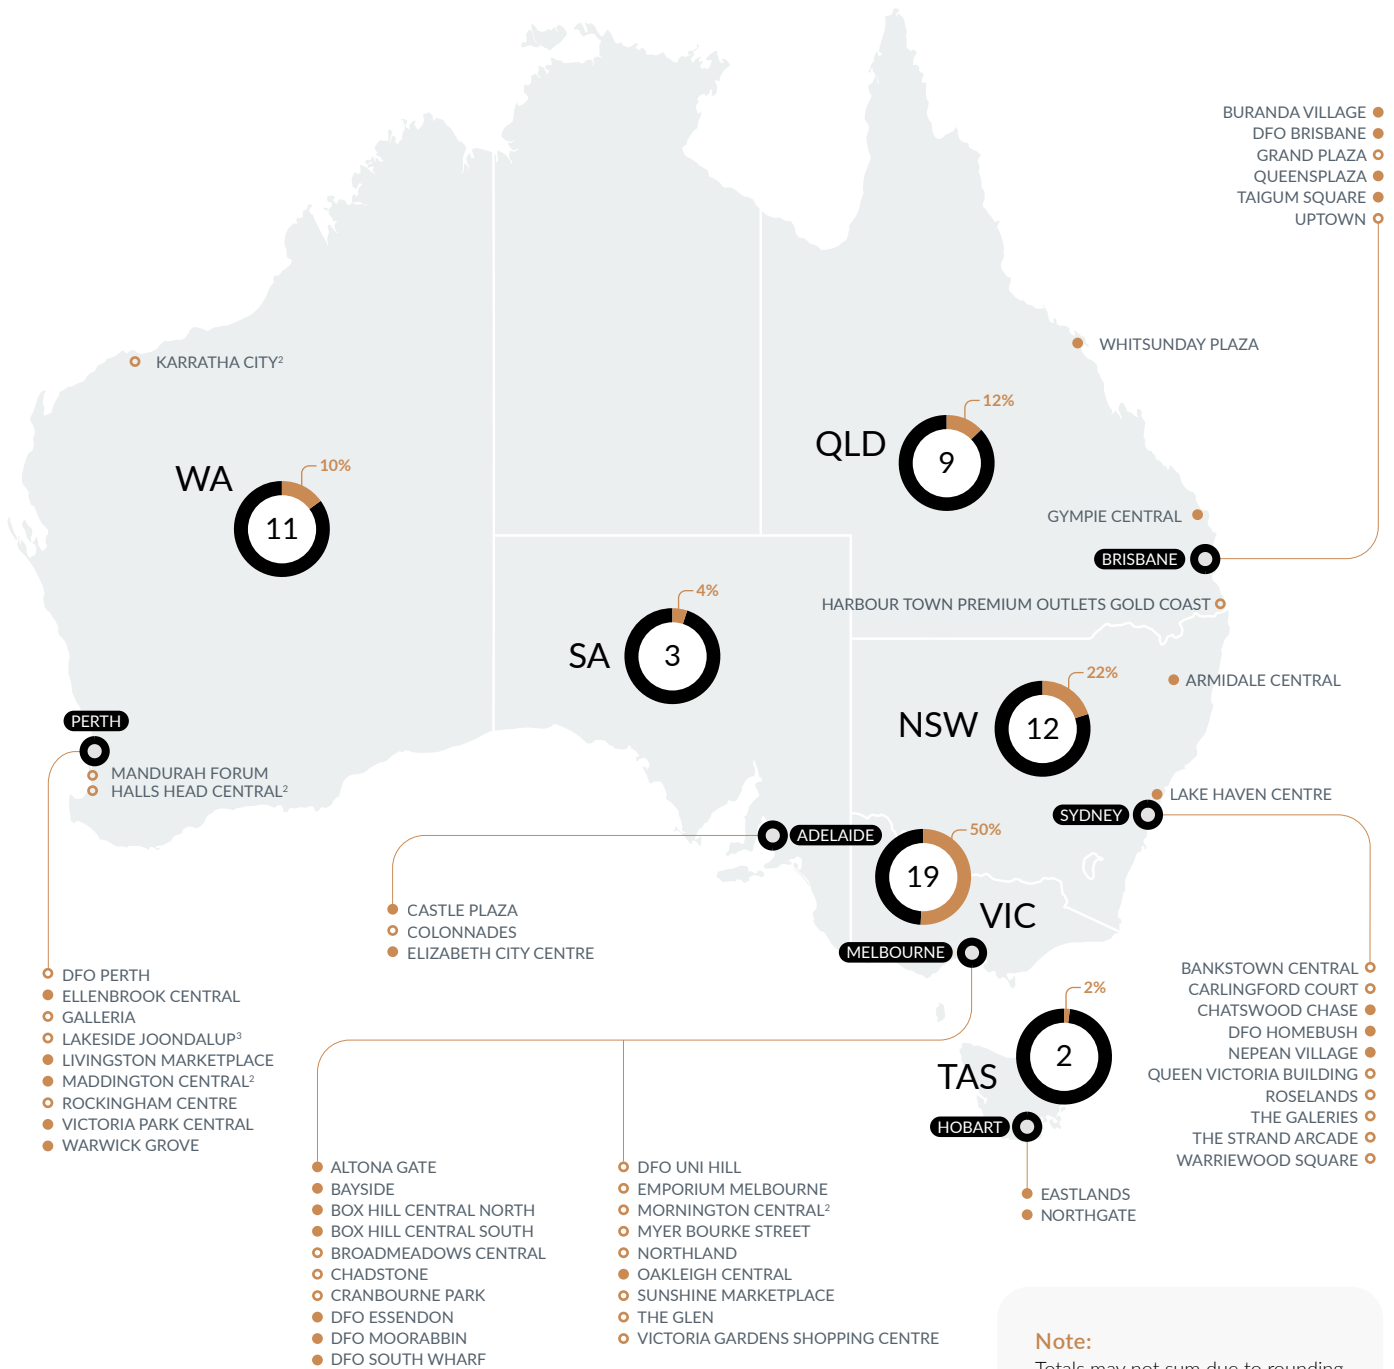 BURANDA VILLAGE
DFO BRISBANE
GRAND PLAZA
QUEENSPLAZA
TAIGUM SQUARE
UPTOWN
WHITSUNDAY PLAZA
KARRATHA CITY²
12%
QLD
9
10%
WA
11
GYMPIE CENTRAL
BRISBANE
4%
HARBOUR TOWN PREMIUM OUTLETS GOLD COAST
SA
3
22%
ARMIDALE CENTRAL
NSW
12
PERTH
MANDURAH FORUM
HALLS HEAD CENTRAL²
LAKE HAVEN CENTRE
SYDNEY
ADELAIDE
50%
19
VIC
CASTLE PLAZA
COLONNADES
ELIZABETH CITY CENTRE
MELBOURNE
DFO PERTH
ELLENBROOK CENTRAL
GALLERIA
LAKESIDE JOONDALUP³
LIVINGSTON MARKETPLACE
MADDINGTON CENTRAL²
ROCKINGHAM CENTRE
VICTORIA PARK CENTRAL
WARWICK GROVE
2%
TAS
2
HOBART
BANKSTOWN CENTRAL
CARLINGFORD COURT
CHATSWOOD CHASE
DFO HOMEBUSH
NEPEAN VILLAGE
QUEEN VICTORIA BUILDING
ROSELANDS
THE GALERIES
THE STRAND ARCADE
WARRIEWOOD SQUARE
EASTLANDS
NORTHGATE
ALTONA GATE
BAYSIDE
BOX HILL CENTRAL NORTH
BOX HILL CENTRAL SOUTH
BROADMEADOWS CENTRAL
CHADSTONE
CRANBOURNE PARK
DFO ESSENDON
DFO MOORABBIN
DFO SOUTH WHARF
DFO UNI HILL
EMPORIUM MELBOURNE
MORNINGTON CENTRAL²
MYER BOURKE STREET
NORTHLAND
OAKLEIGH CENTRAL
SUNSHINE MARKETPLACE
THE GLEN
VICTORIA GARDENS SHOPPING CENTRE
Note:
Totals may not sum due to rounding